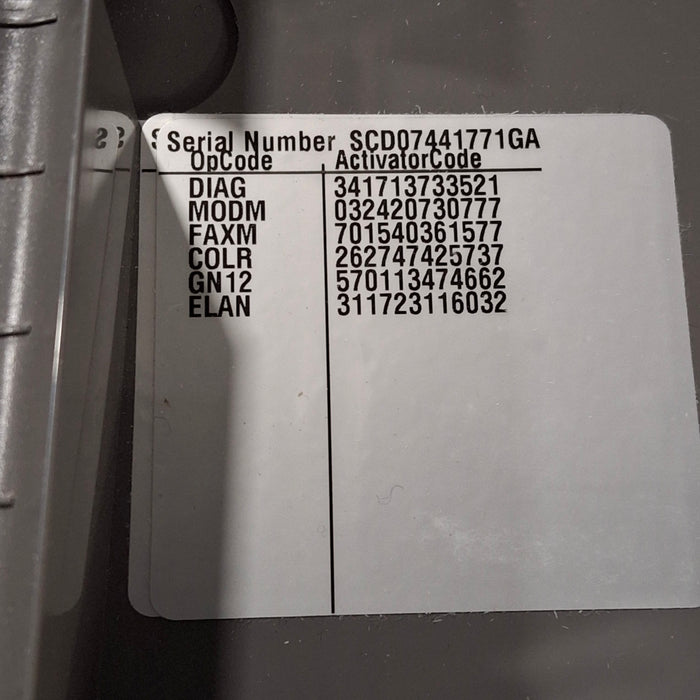 Serial Number SCD07441771GA
OpCode ActivatorCode
DIAG 341713733521
MODM 032420730777
FAXM 701540361577
COLR 262747425737
GN12 570113474662
ELAN 311723116032